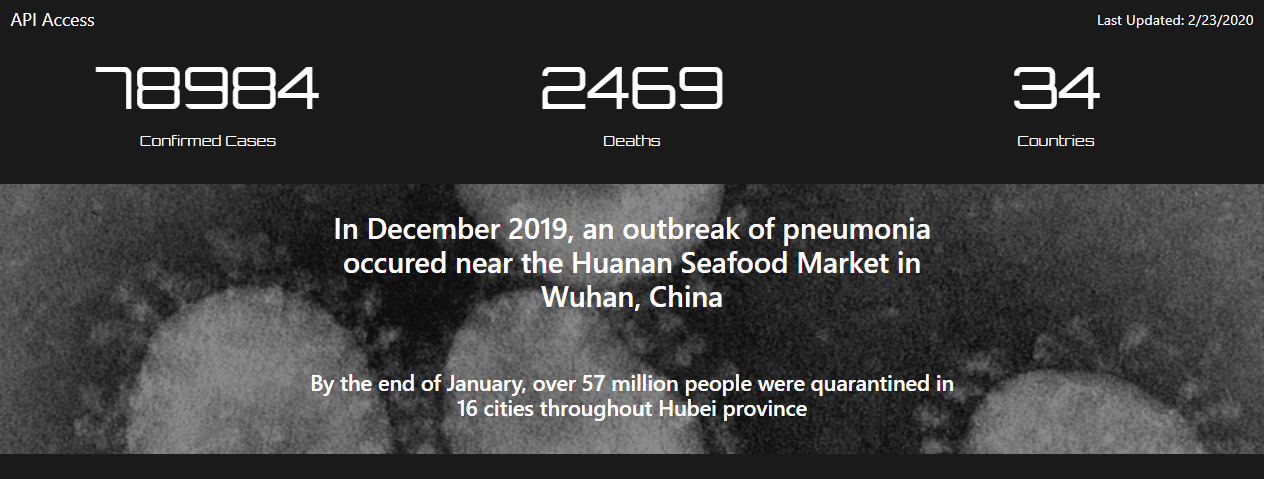 API Access
Last Updated: 2/23/2020
78984
2469
34
Confirmed Cases
Deaths
Countries
In December 2019, an outbreak of pneumonia
occured near the Huanan Seafood Market in
Wuhan, China
By the end of January, over 57 million people were quarantined in
16 cities throughout Hubei province